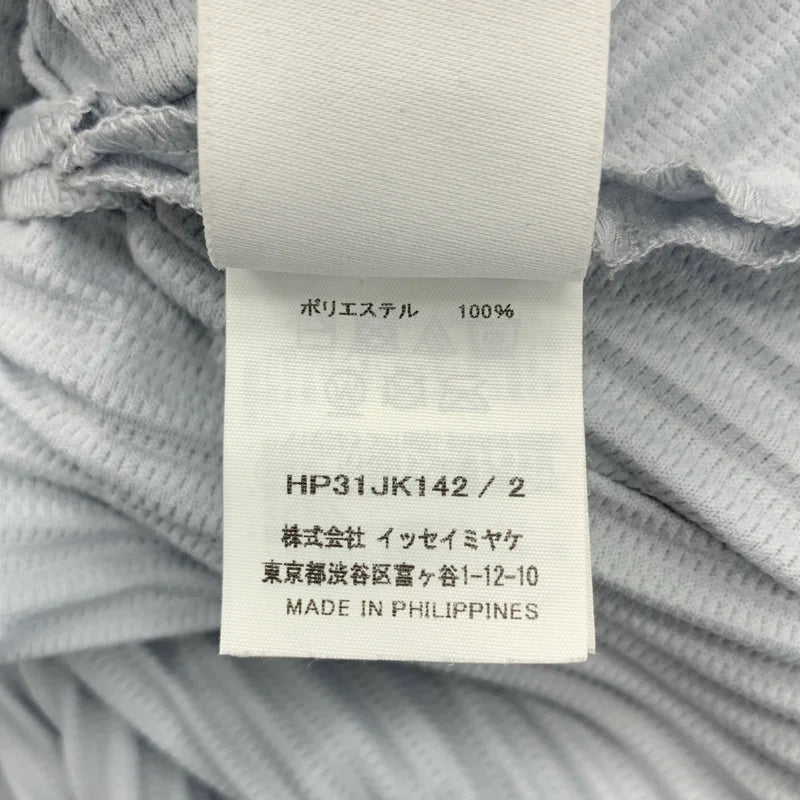 ポリエステル 100%
HP31JK142 / 2
株式会社 イッセイミヤケ
東京都渋谷区富ヶ谷1-12-10
MADE IN PHILIPPINES